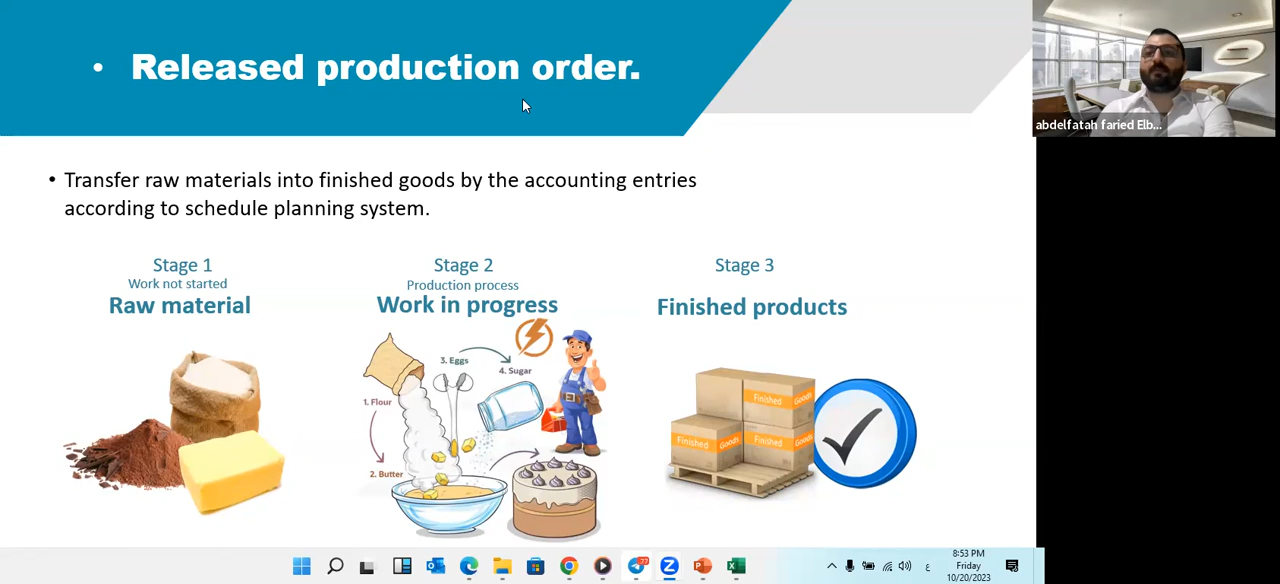 • Released production order.
abdelfatah faried Elb...
• Transfer raw materials into finished goods by the accounting entries
according to schedule planning system.
Stage 1
Work not started
Raw material
Stage 2
Production process
Work in progress
3. Eggs
4. Sugar
1. Flour
2. Butter
Stage 3
Finished products
Finished Goods
Finished Goods
Finished Goods
77
ع
8:53 PM
Friday
10/20/2023